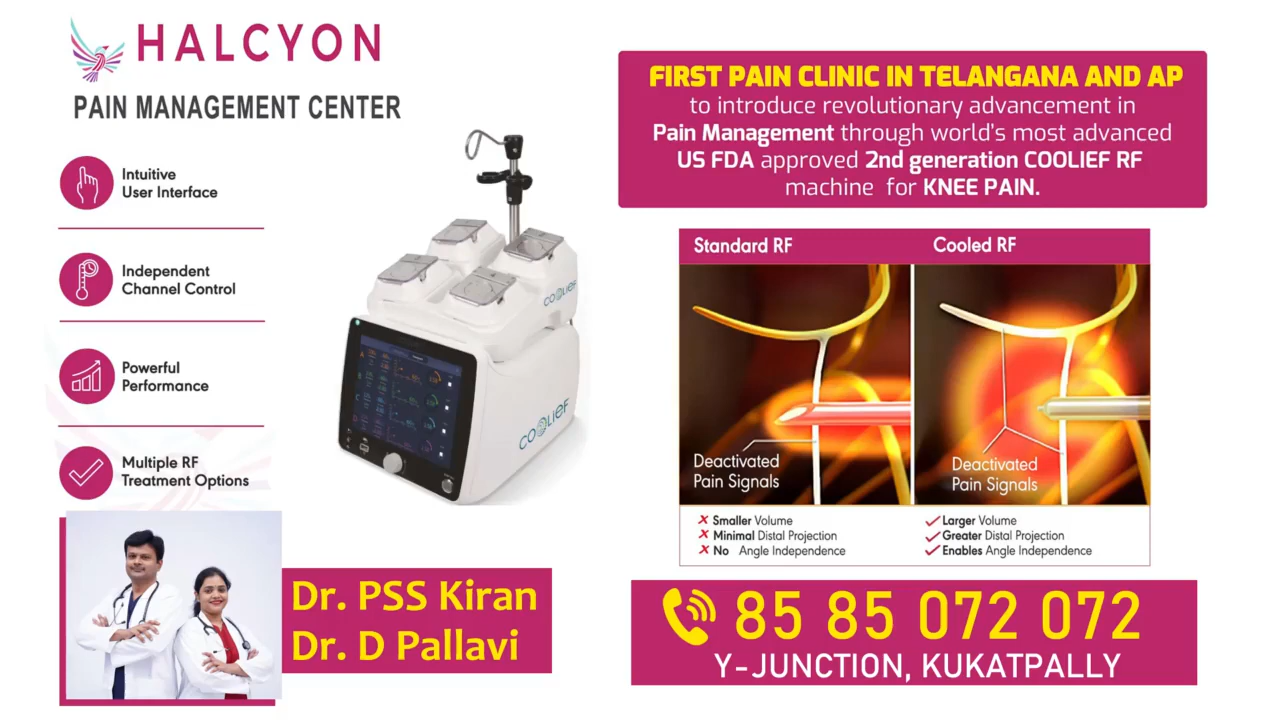 HALCYON
PAIN MANAGEMENT CENTER
Intuitive
User Interface
Independent
Channel Control
Powerful
Performance
Multiple RF
Treatment Options
COOLIEF
COOLIEF
Dr. PSS Kiran
Dr. D Pallavi
FIRST PAIN CLINIC IN TELANGANA AND AP
to introduce revolutionary advancement in
Pain Management through world's most advanced
US FDA approved 2nd generation COOLIEF RF
machine for KNEE PAIN.
Standard RF
Cooled RF
Deactivated
Pain Signals
Deactivated
Pain Signals
✗ Smaller Volume
✗ Minimal Distal Projection
✗ No Angle Independence
✓ Larger Volume
✓ Greater Distal Projection
✓ Enables Angle Independence
85 85 072 072
Y-JUNCTION, KUKATPALLY